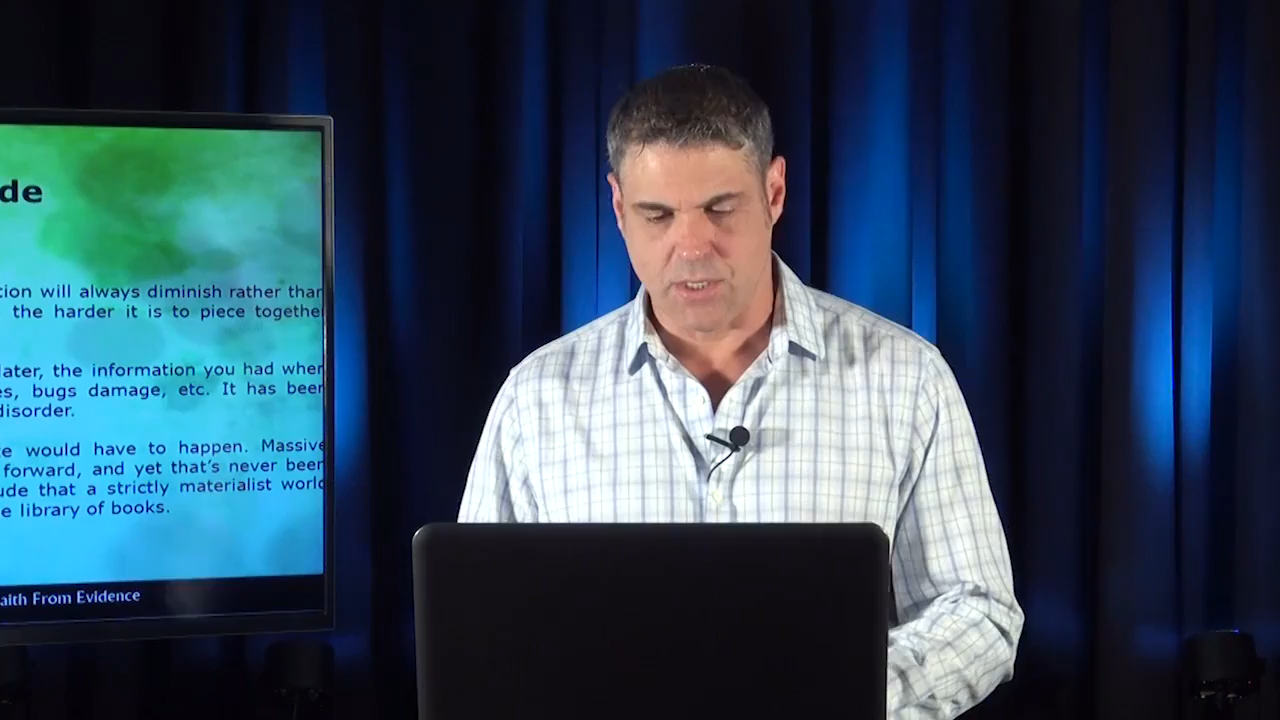 de
tion will always diminish rather than
the harder it is to piece together
later, the information you had when
es, bugs damage, etc. It has been
disorder.
te would have to happen. Massive
forward, and yet that's never been
ude that a strictly materialist world
e library of books.
aith From Evidence